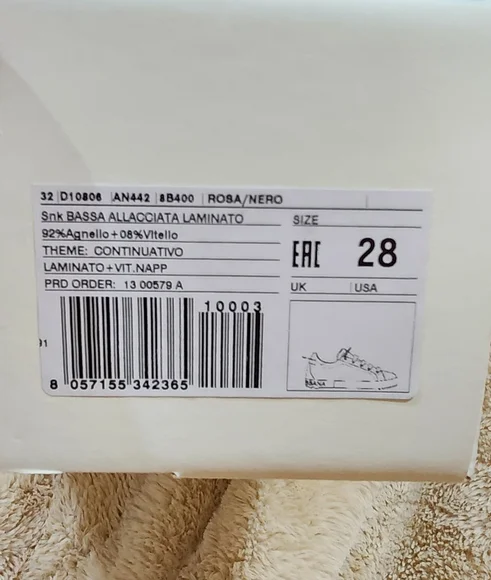 32 D10806 AN442 8B400 ROSA/NERO
Snk BASSA ALLACCIATA LAMINATO
92%Agnello+08%Vitello
THEME: CONTINUATIVO
LAMINATO+VIT.NAPP
PRD ORDER: 13 00579 A
SIZE
EAC 28
UK USA
10003
91
8 057155 342365